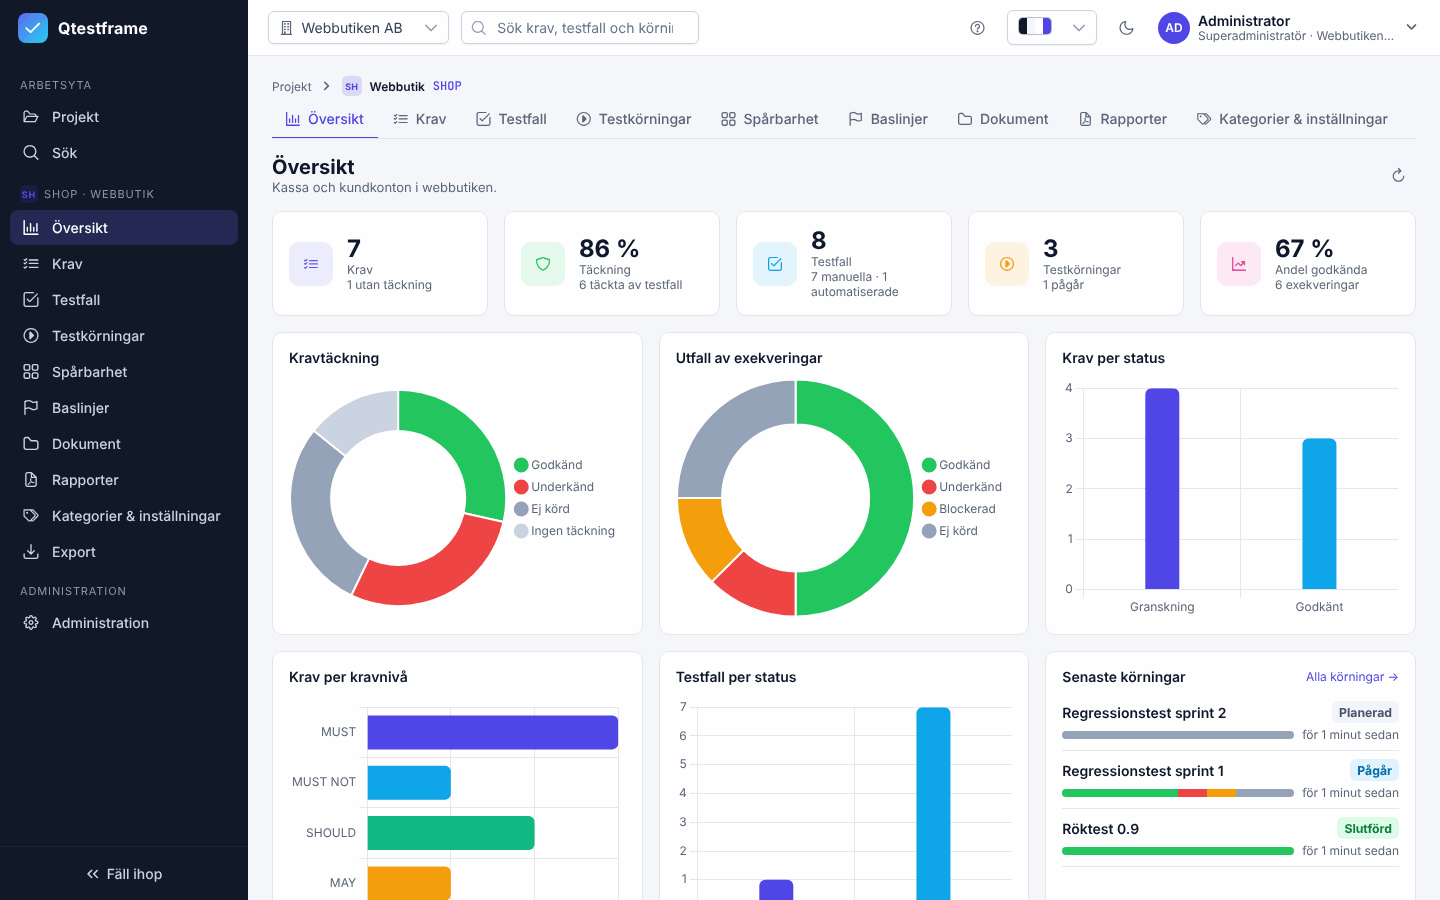 Qtestframe
Webbutiken AB
Sök krav, testfall och körnin
AD
Administratör
Superadministratör · Webbutiken...
ARBETSYTA
Projekt
Sök
SH SHOP · WEBBUTIK
Översikt
Krav
Testfall
Testkörningar
Spårbarhet
Baslinjer
Dokument
Rapporter
Kategorier & inställningar
Export
ADMINISTRATION
Administration
Fäll ihop
Projekt
SH Webbutik SHOP
Översikt
Krav
Testfall
Testkörningar
Spårbarhet
Baslinjer
Dokument
Rapporter
Kategorier & inställningar
Översikt
Kassa och kundkonton i webbutiken.
7
Krav
1 utan täckning
86 %
Täckning
6 täckta av testfall
8
Testfall
7 manuella · 1
automatiserade
3
Testkörningar
1 pågår
67 %
Andel godkända
6 exekveringar
Kravtäckning
Godkänd
Underkänd
Ej körd
Ingen täckning
Utfall av exekveringar
Godkänd
Underkänd
Blockerad
Ej körd
Krav per status
4
3
2
1
0
Granskning
Godkänt
Krav per kravnivå
MUST
MUST NOT
SHOULD
MAY
Testfall per status
7
6
5
4
3
2
1
Senaste körningar
Alla körningar →
Regressionstest sprint 2
Planerad
för 1 minut sedan
Regressionstest sprint 1
Pågår
för 1 minut sedan
Röktest 0.9
Slutförd
för 1 minut sedan